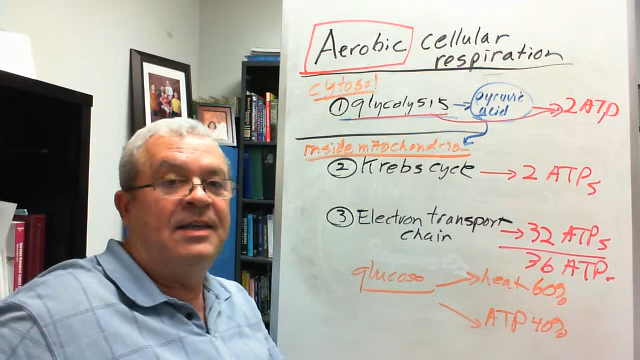 Aerobic cellular
respiration
cytosol
① glycolysis → pyruvic acid → 2 ATP
inside mitochondria
② Krebs cycle → 2 ATPs
③ Electron transport chain → 32 ATPs
36 ATP
glucose
heat 60%
ATP 40%